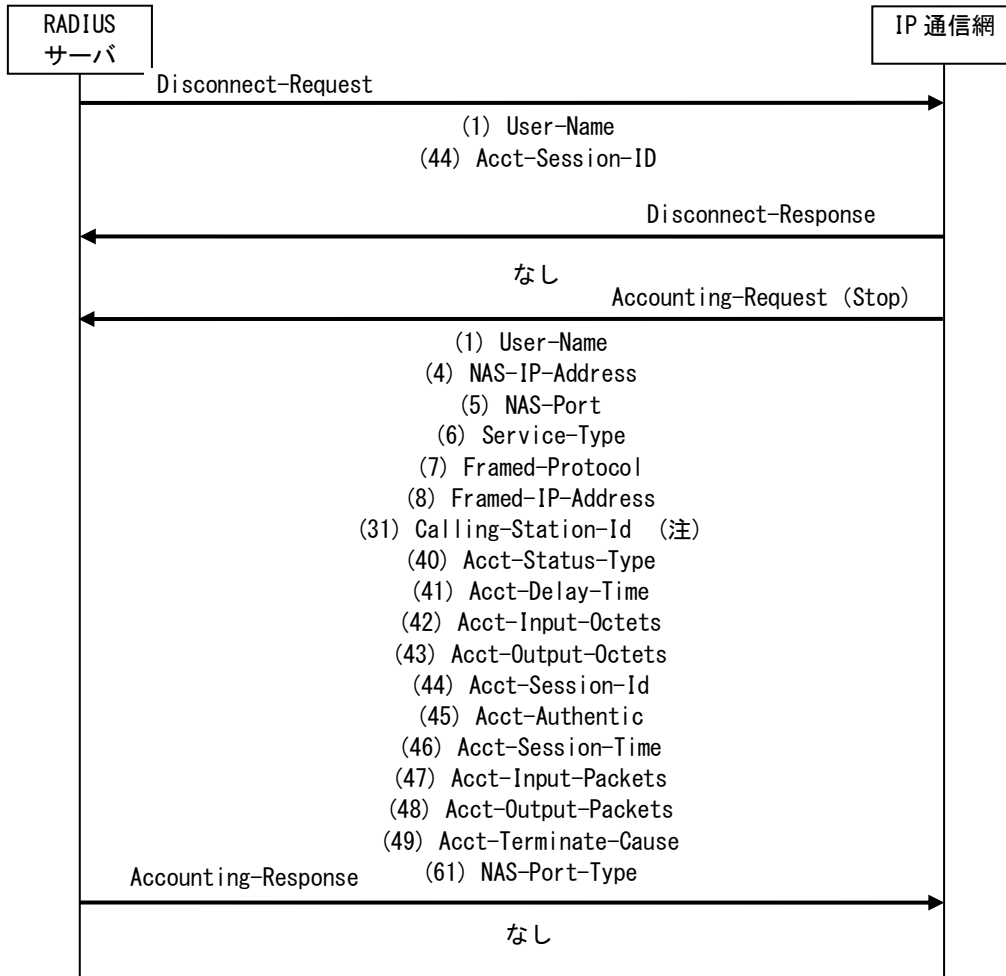 RADIUS
サーバ
IP 通信網
Disconnect-Request
(1) User-Name
(44) Acct-Session-ID
Disconnect-Response
なし
Accounting-Request (Stop)
(1) User-Name
(4) NAS-IP-Address
(5) NAS-Port
(6) Service-Type
(7) Framed-Protocol
(8) Framed-IP-Address
(31) Calling-Station-Id (注)
(40) Acct-Status-Type
(41) Acct-Delay-Time
(42) Acct-Input-Octets
(43) Acct-Output-Octets
(44) Acct-Session-Id
(45) Acct-Authentic
(46) Acct-Session-Time
(47) Acct-Input-Packets
(48) Acct-Output-Packets
(49) Acct-Terminate-Cause
(61) NAS-Port-Type
Accounting-Response
なし